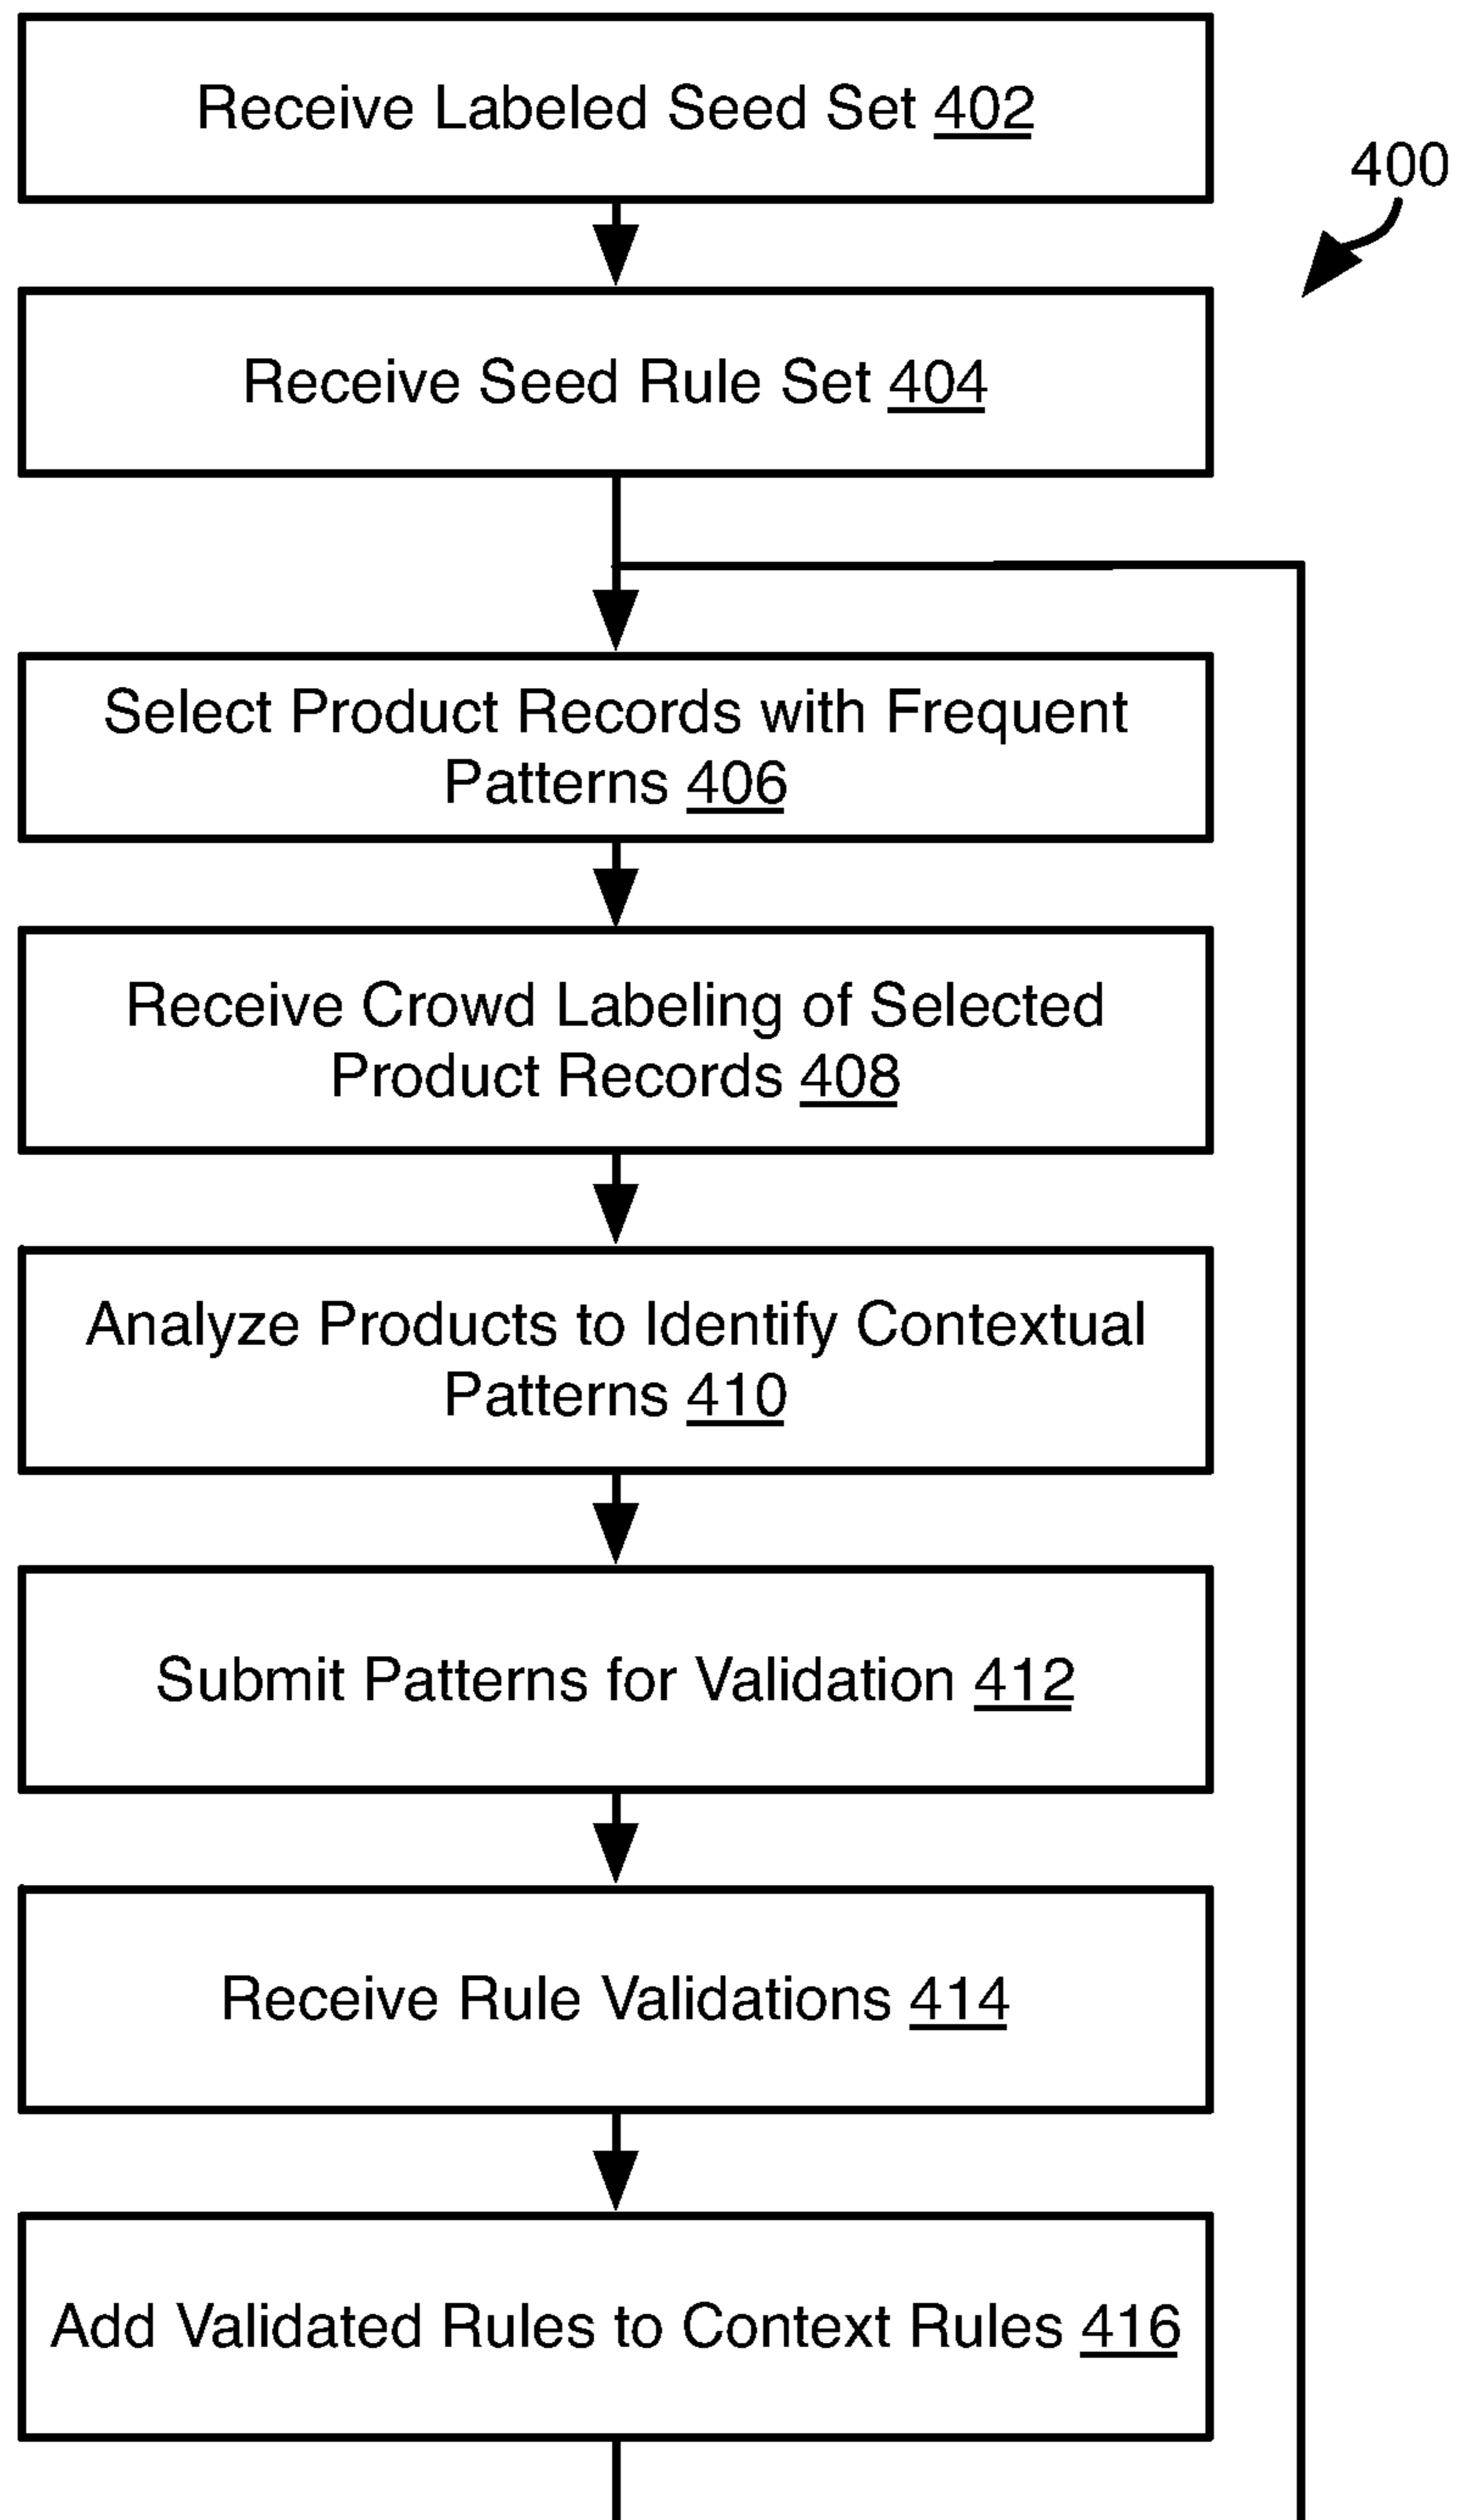 Receive Labeled Seed Set 402
400
Receive Seed Rule Set 404
Select Product Records with Frequent
Patterns 406
Receive Crowd Labeling of Selected
Product Records 408
Analyze Products to Identify Contextual
Patterns 410
Submit Patterns for Validation 412
Receive Rule Validations 414
Add Validated Rules to Context Rules 416